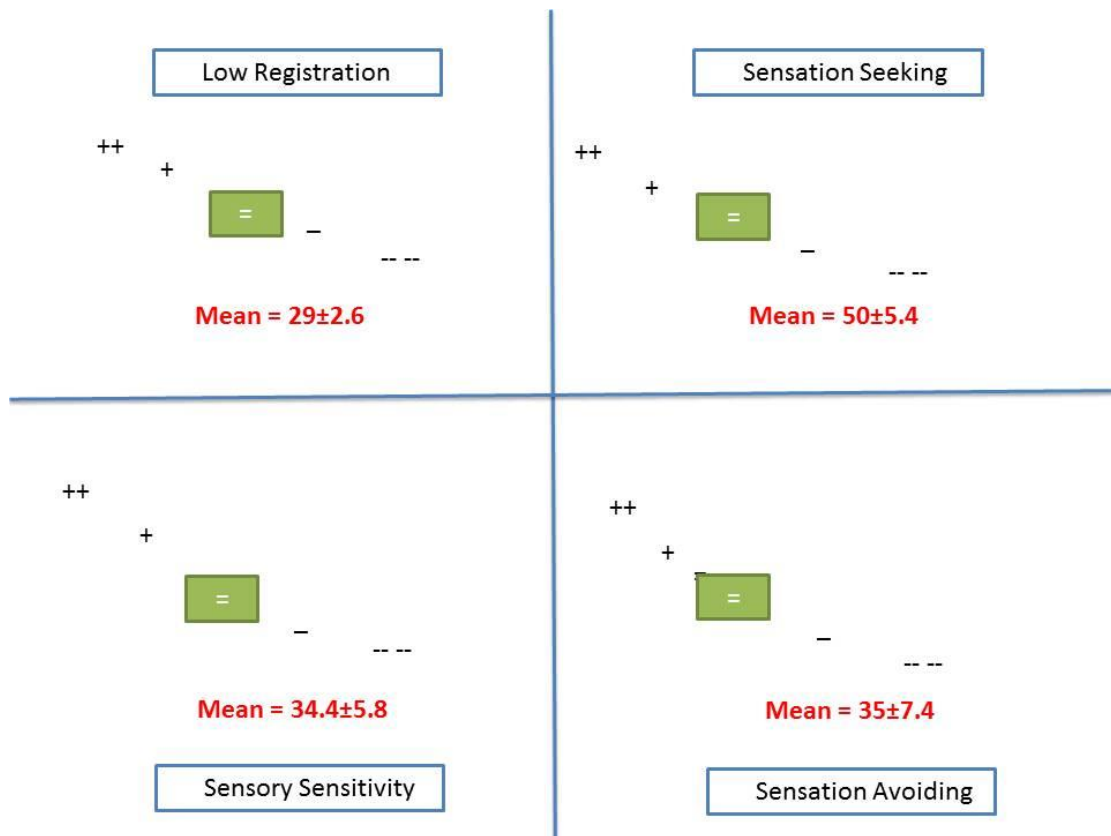 Low Registration
++
+
=
–
-- --
Mean = 29±2.6
Sensation Seeking
++
+
=
–
-- --
Mean = 50±5.4
++
+
=
–
-- --
Mean = 34.4±5.8
Sensory Sensitivity
++
+
=
–
-- --
Mean = 35±7.4
Sensation Avoiding